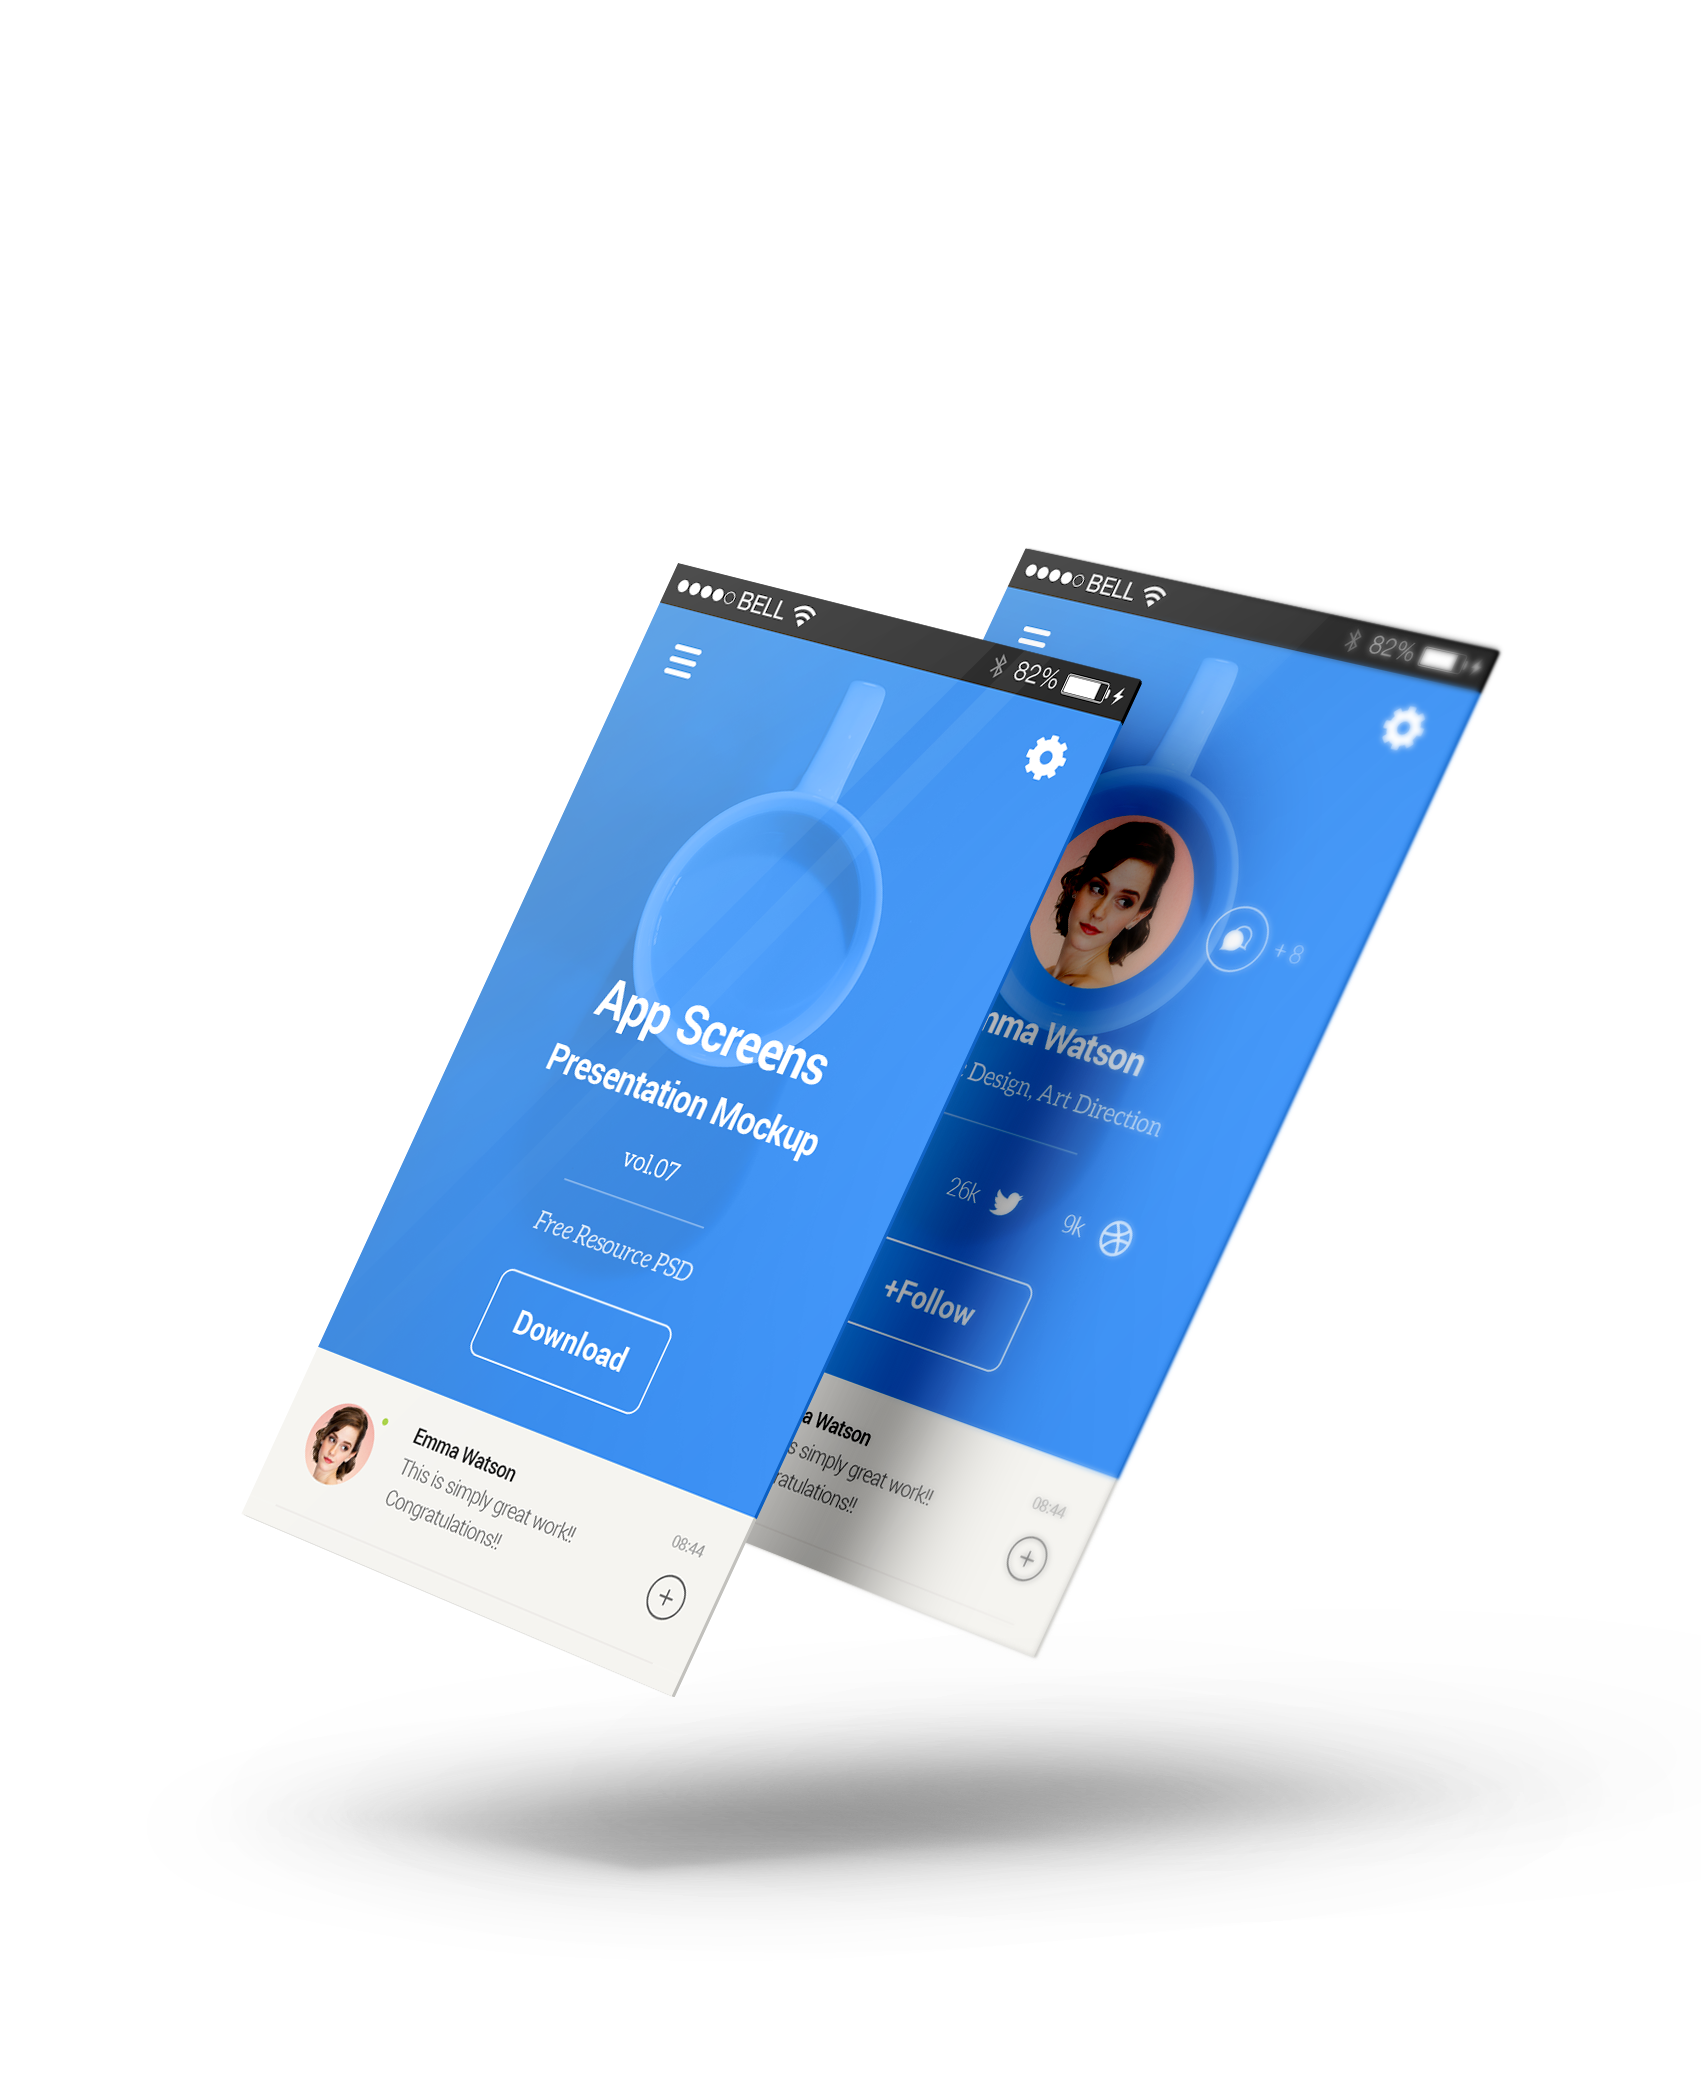 BELL
82%
App Screens
Presentation Mockup
vol.07
Free Resource PSD
Download
Emma Watson
This is simply great work!!
Congratulations!!
08:44
BELL
82%
+8
mma Watson
Design, Art Direction
26k
9k
+Follow
a Watson
s simply great work!!
ratulations!!
08:44